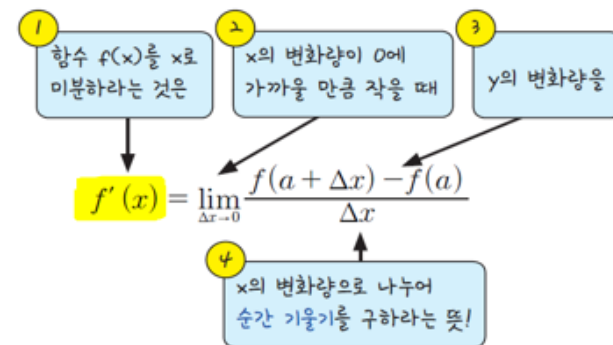 1
함수 f(x)를 x로
미분하라는 것은
2
x의 변화량이 0에
가까울 만큼 작을 때
3
y의 변화량을
f′(x) = lim Δx→0 f(a + Δx) − f(a) / Δx
4
x의 변화량으로 나누어
순간 기울기를 구하라는 뜻!